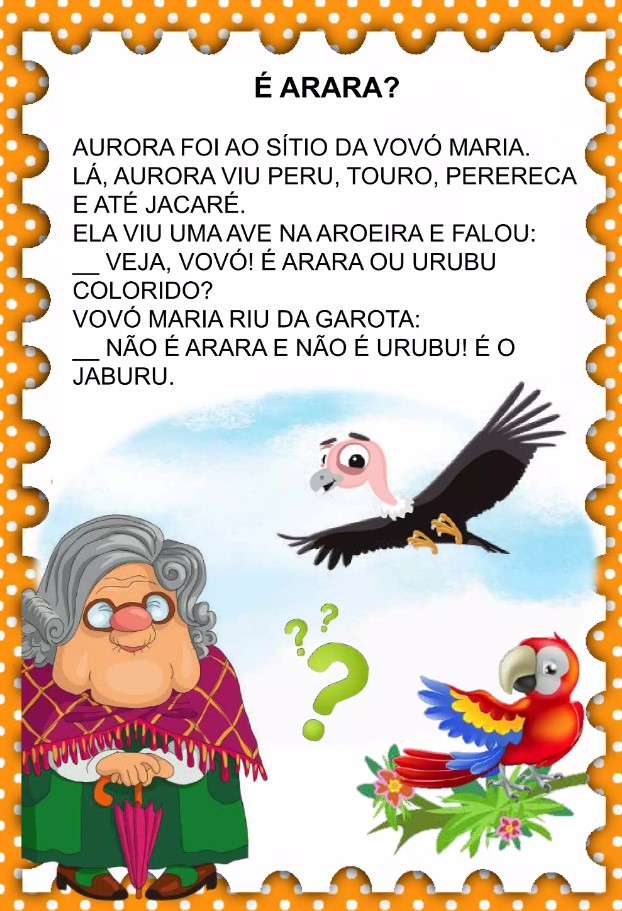 É ARARA?
AURORA FOI AO SÍTIO DA VOVÓ MARIA.
LÁ, AURORA VIU PERU, TOURO, PERERECA
E ATÉ JACARÉ.
ELA VIU UMA AVE NA AROEIRA E FALOU:
__ VEJA, VOVÓ! É ARARA OU URUBU
COLORIDO?
VOVÓ MARIA RIU DA GAROTA:
__ NÃO É ARARA E NÃO É URUBU! É O
JABURU.
? ? ?